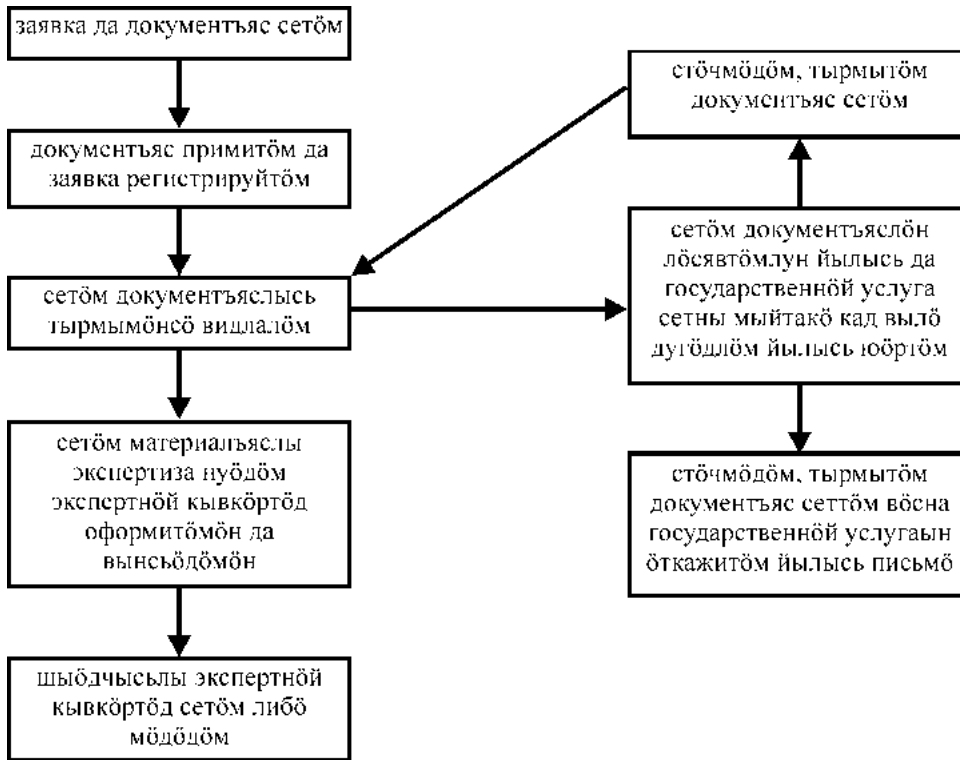 заявка да документъяс сетӧм
документъяс примитӧм да
заявка регистрируйтӧм
сетӧм документъяслысь
тырмымӧнсӧ видлалӧм
сетӧм материалъяслы
экспертиза нуӧдӧм
экспертнӧй кывкӧртӧд
оформитӧмӧн да
вынсьӧдӧмӧн
шыӧдчысьлы экспертнӧй
кывкӧртӧд сетӧм либӧ
мӧдӧдӧм
стӧчмӧдӧм, тырмытӧм
документъяс сетӧм
сетӧм документъяслӧн
лӧсявтӧмлун йылысь да
государственнӧй услуга
сетны мыйтакӧ кад вылӧ
дугӧдлӧм йылысь юӧртӧм
стӧчмӧдӧм, тырмытӧм
документъяс сеттӧм вӧсна
государственнӧй услугаын
ӧткажитӧм йылысь письмӧ